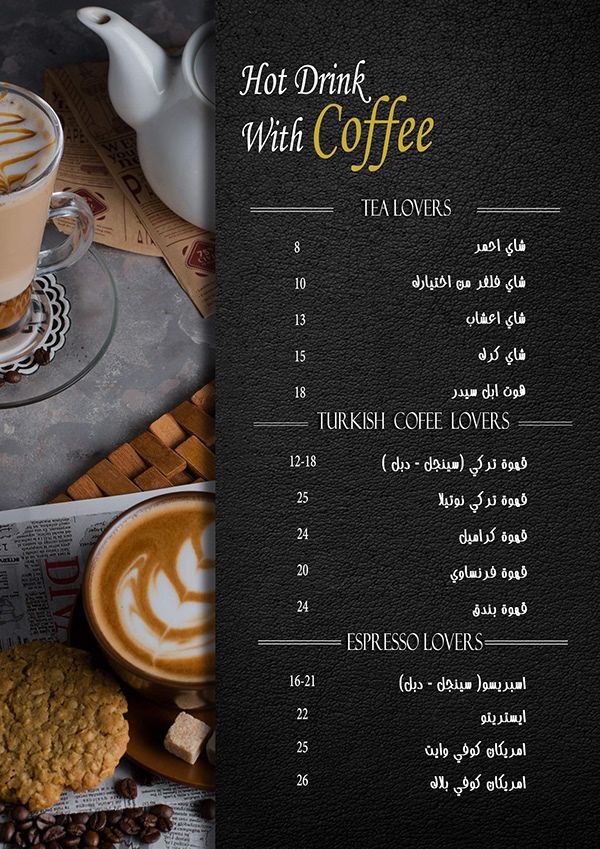 Hot Drink
With Coffee
TEA LOVERS
شاي احمر 8
شاي فلفر من اختيارك 10
شاي اعشاب 13
شاي كرك 15
هوت ابل سيدر 18
TURKISH COFEE LOVERS
قهوة تركي (سينجل - دبل ) 12-18
قهوة تركي نوتيلا 25
قهوة كراميل 24
قهوة فرنساوي 20
قهوة بندق 24
ESPRESSO LOVERS
اسبريسو( سينجل - دبل) 16-21
ايستريتو 22
امريكان كوفي وايت 25
امريكان كوفي بلاك 26
DIVA